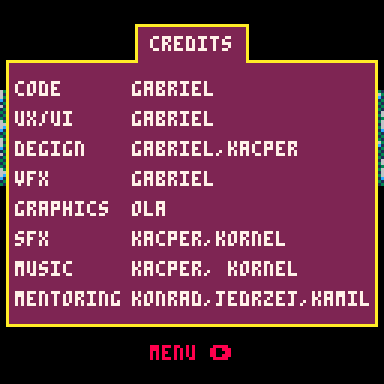 CREDITS
CODE GABRIEL
UX/UI GABRIEL
DEGIGN GABRIEL,KACPER
VFX GABRIEL
GRAPHICS OLA
SFX KACPER,KORNEL
MUSIC KACPER, KORNEL
MENTORING KONRAD,JEDRZEJ,KAMIL
MENU